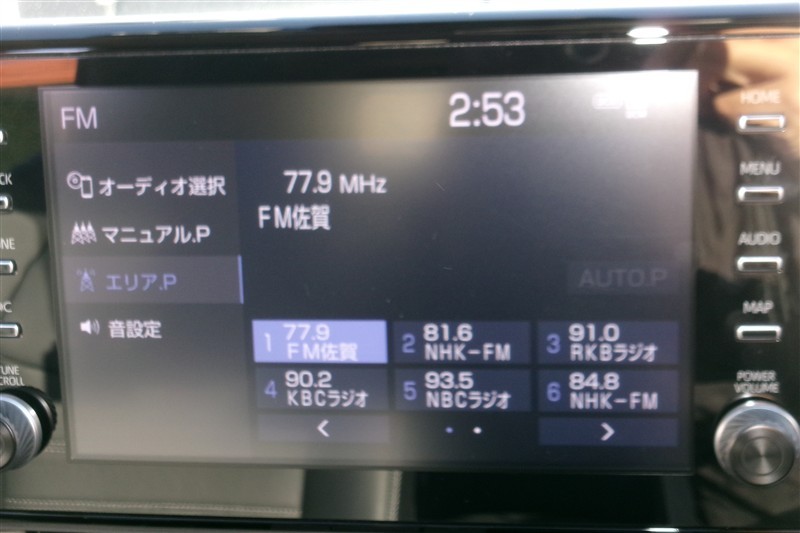 FM
2:53
オーディオ選択
マニュアル.P
エリア.P
音設定
77.9 MHz
FM佐賀
AUTO.P
1 77.9 FM佐賀
2 81.6 NHK-FM
3 91.0 RKBラジオ
4 90.2 KBCラジオ
5 93.5 NBCラジオ
6 84.8 NHK-FM
<
>
HOME
MENU
AUDIO
MAP
POWER
VOLUME